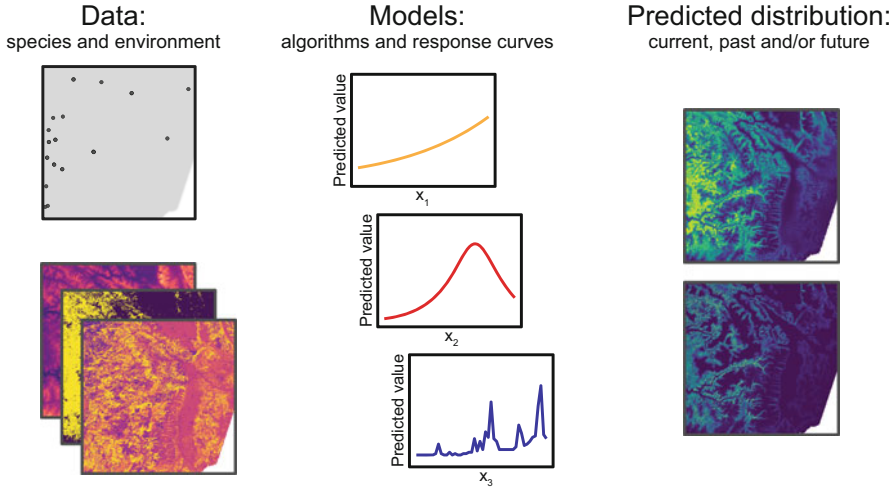 Data:
species and environment
Models:
algorithms and response curves
Predicted distribution:
current, past and/or future
Predicted value
x1
Predicted value
x2
Predicted value
x3